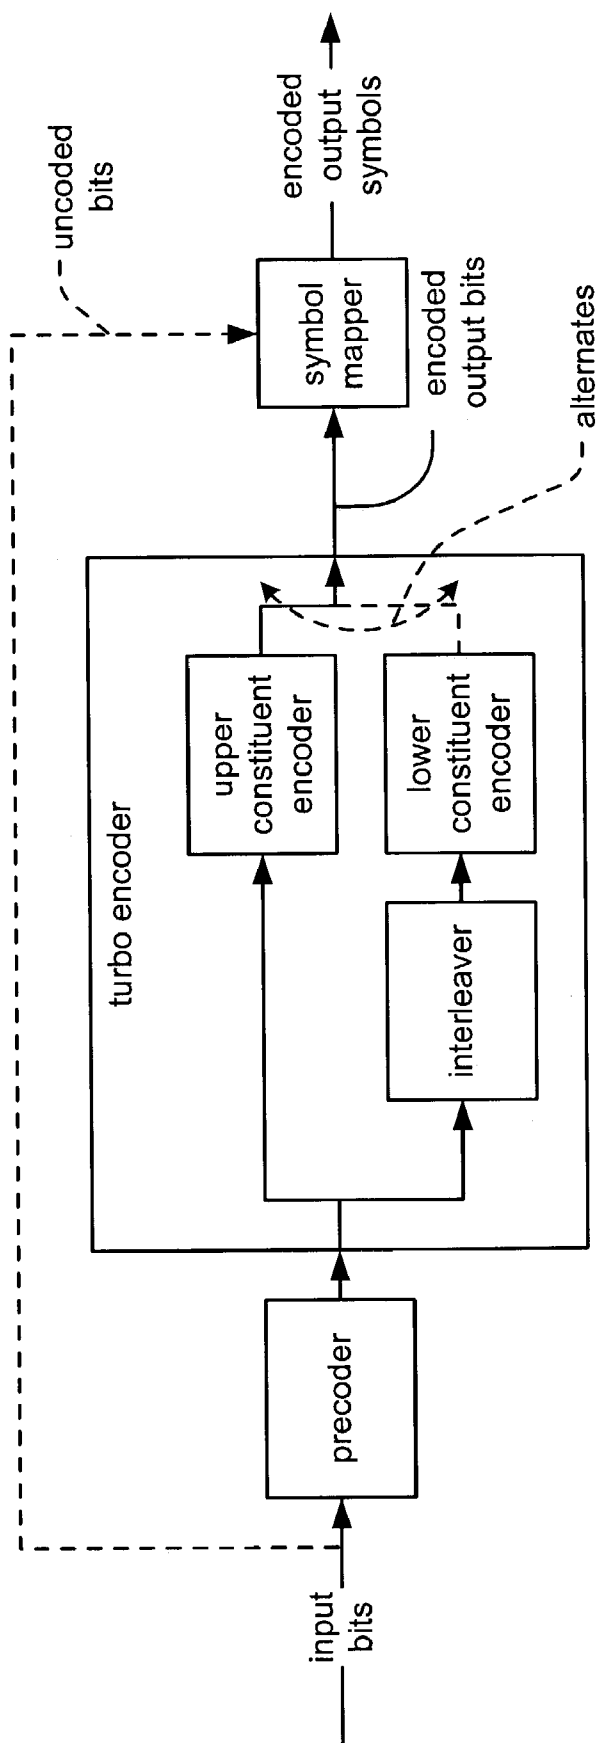 input
bits
precoder
turbo encoder
upper
constituent
encoder
interleaver
lower
constituent
encoder
uncoded
bits
symbol
mapper
encoded
output bits
alternates
encoded
output
symbols